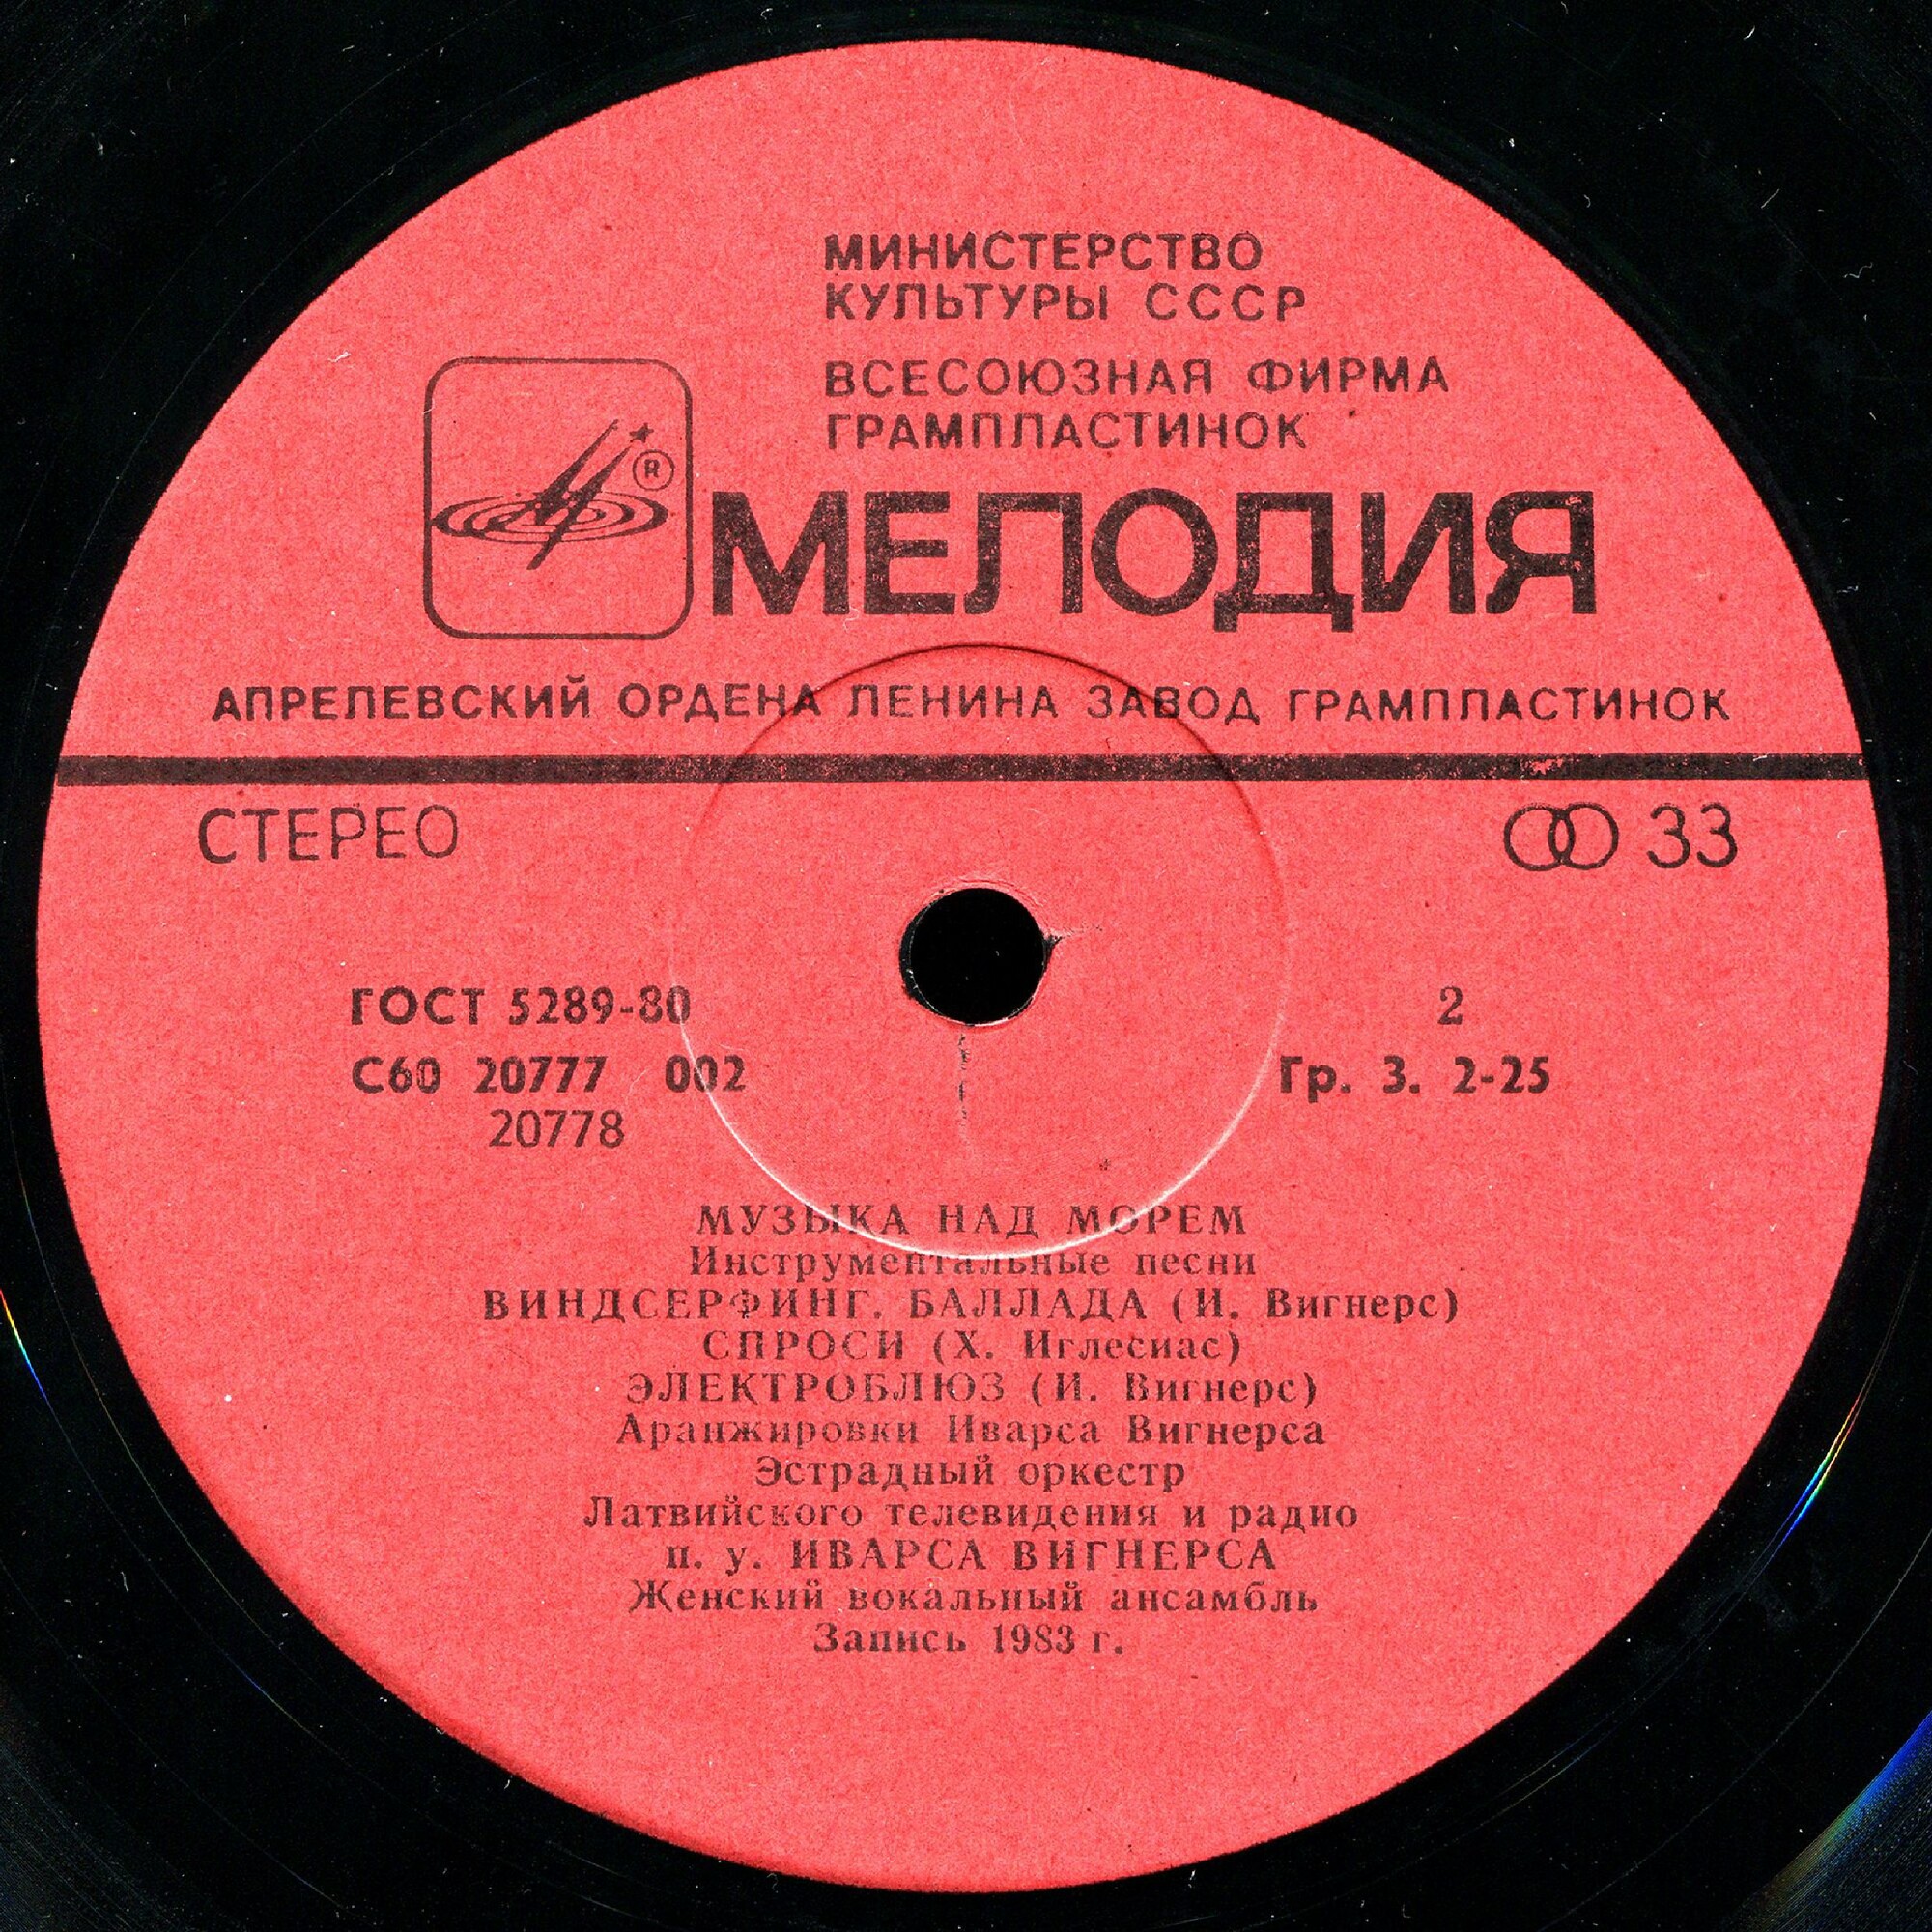 МИНИСТЕРСТВО
КУЛЬТУРЫ СССР
ВСЕСОЮЗНАЯ ФИРМА
ГРАМПЛАСТИНОК
®
МЕЛОДИЯ
АПРЕЛЕВСКИЙ ОРДЕНА ЛЕНИНА ЗАВОД ГРАМПЛАСТИНОК
СТЕРЕО 33
ГОСТ 5289-80 2
С60 20777 002 Гр. 3. 2-25
20778
МУЗЫКА НАД МОРЕМ
Инструментальные песни
ВИНДСЕРФИНГ. БАЛЛАДА (И. Вигнерс)
СПРОСИ (Х. Иглесиас)
ЭЛЕКТРОБЛЮЗ (И. Вигнерс)
Аранжировки Иварса Вигнерса
Эстрадный оркестр
Латвийского телевидения и радио
п. у. ИВАРСА ВИГНЕРСА
Женский вокальный ансамбль
Запись 1983 г.